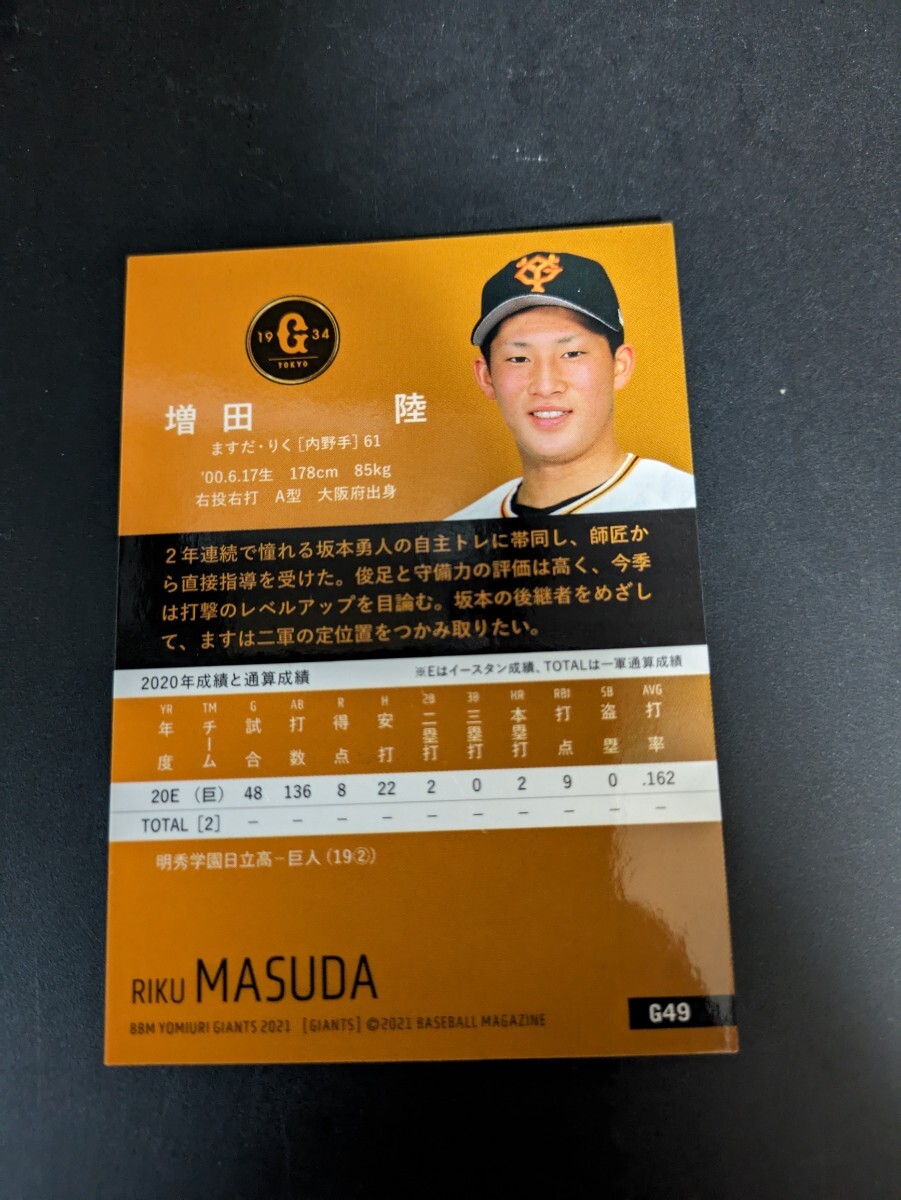 19 G 34
TOKYO
増田 陸
ますだ・りく[内野手]61
'00.6.17生 178cm 85kg
右投右打 A型 大阪府出身
2年連続で憧れる坂本勇人の自主トレに帯同し、師匠か
ら直接指導を受けた。俊足と守備力の評価は高く、今季
は打撃のレベルアップを目論む。坂本の後継者をめざし
て、まずは二軍の定位置をつかみ取りたい。
2020年成績と通算成績 ※Eはイースタン成績、TOTALは一軍通算成績
YR TM G AB R H 2B 3B HR RBI SB AVG
年度 チーム 試合 打数 得点 安打 二塁打 三塁打 本塁打 打点 盗塁 打率
20E (巨) 48 136 8 22 2 0 2 9 0 .162
TOTAL [2] – – – – – – – – – –
明秀学園日立高－巨人(19②)
RIKU MASUDA
BBM YOMIURI GIANTS 2021 [GIANTS] ©2021 BASEBALL MAGAZINE
G49